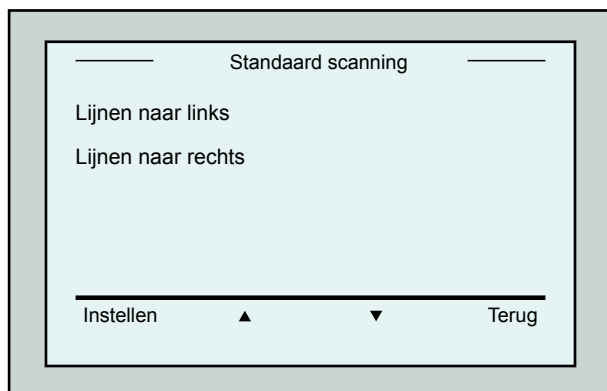 Standaard scanning
Lijnen naar links
Lijnen naar rechts
Instellen ▲ ▼ Terug